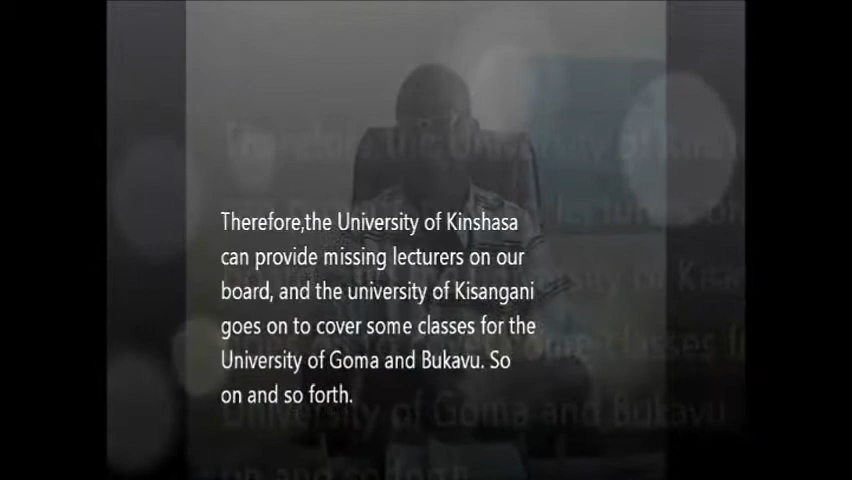 Therefore,the University of Kinshasa
can provide missing lecturers on our
board, and the university of Kisangani
goes on to cover some classes for the
University of Goma and Bukavu. So
on and so forth.